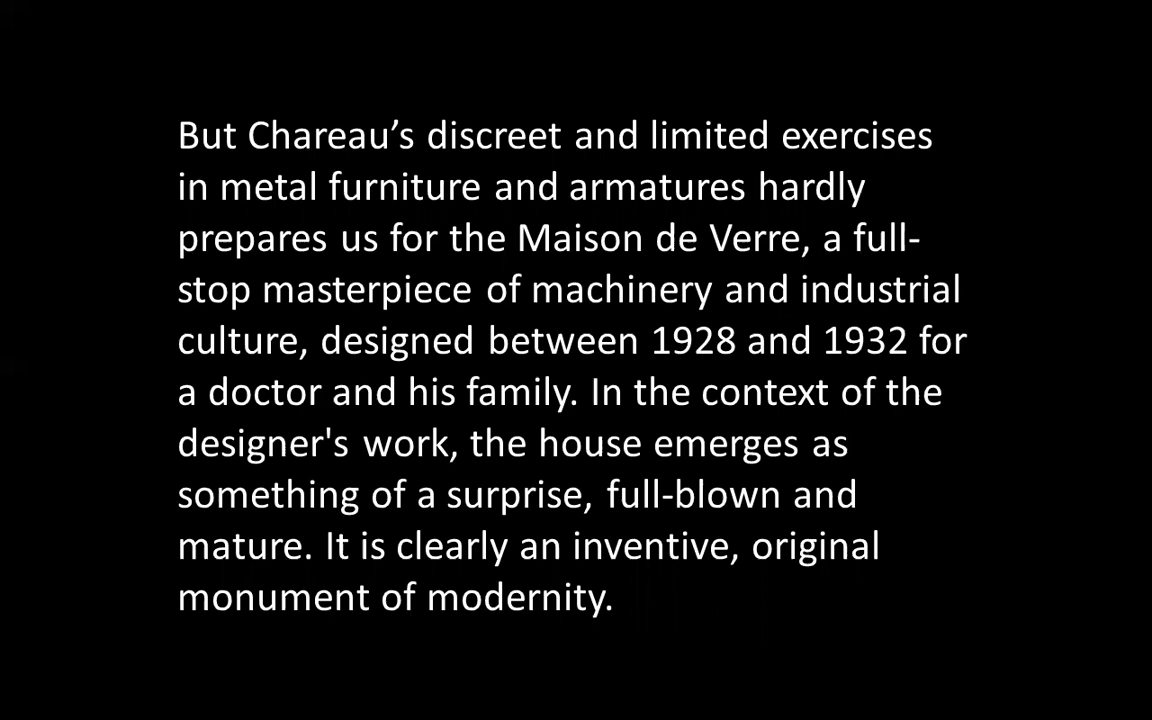 But Chareau’s discreet and limited exercises
in metal furniture and armatures hardly
prepares us for the Maison de Verre, a full-
stop masterpiece of machinery and industrial
culture, designed between 1928 and 1932 for
a doctor and his family. In the context of the
designer's work, the house emerges as
something of a surprise, full-blown and
mature. It is clearly an inventive, original
monument of modernity.